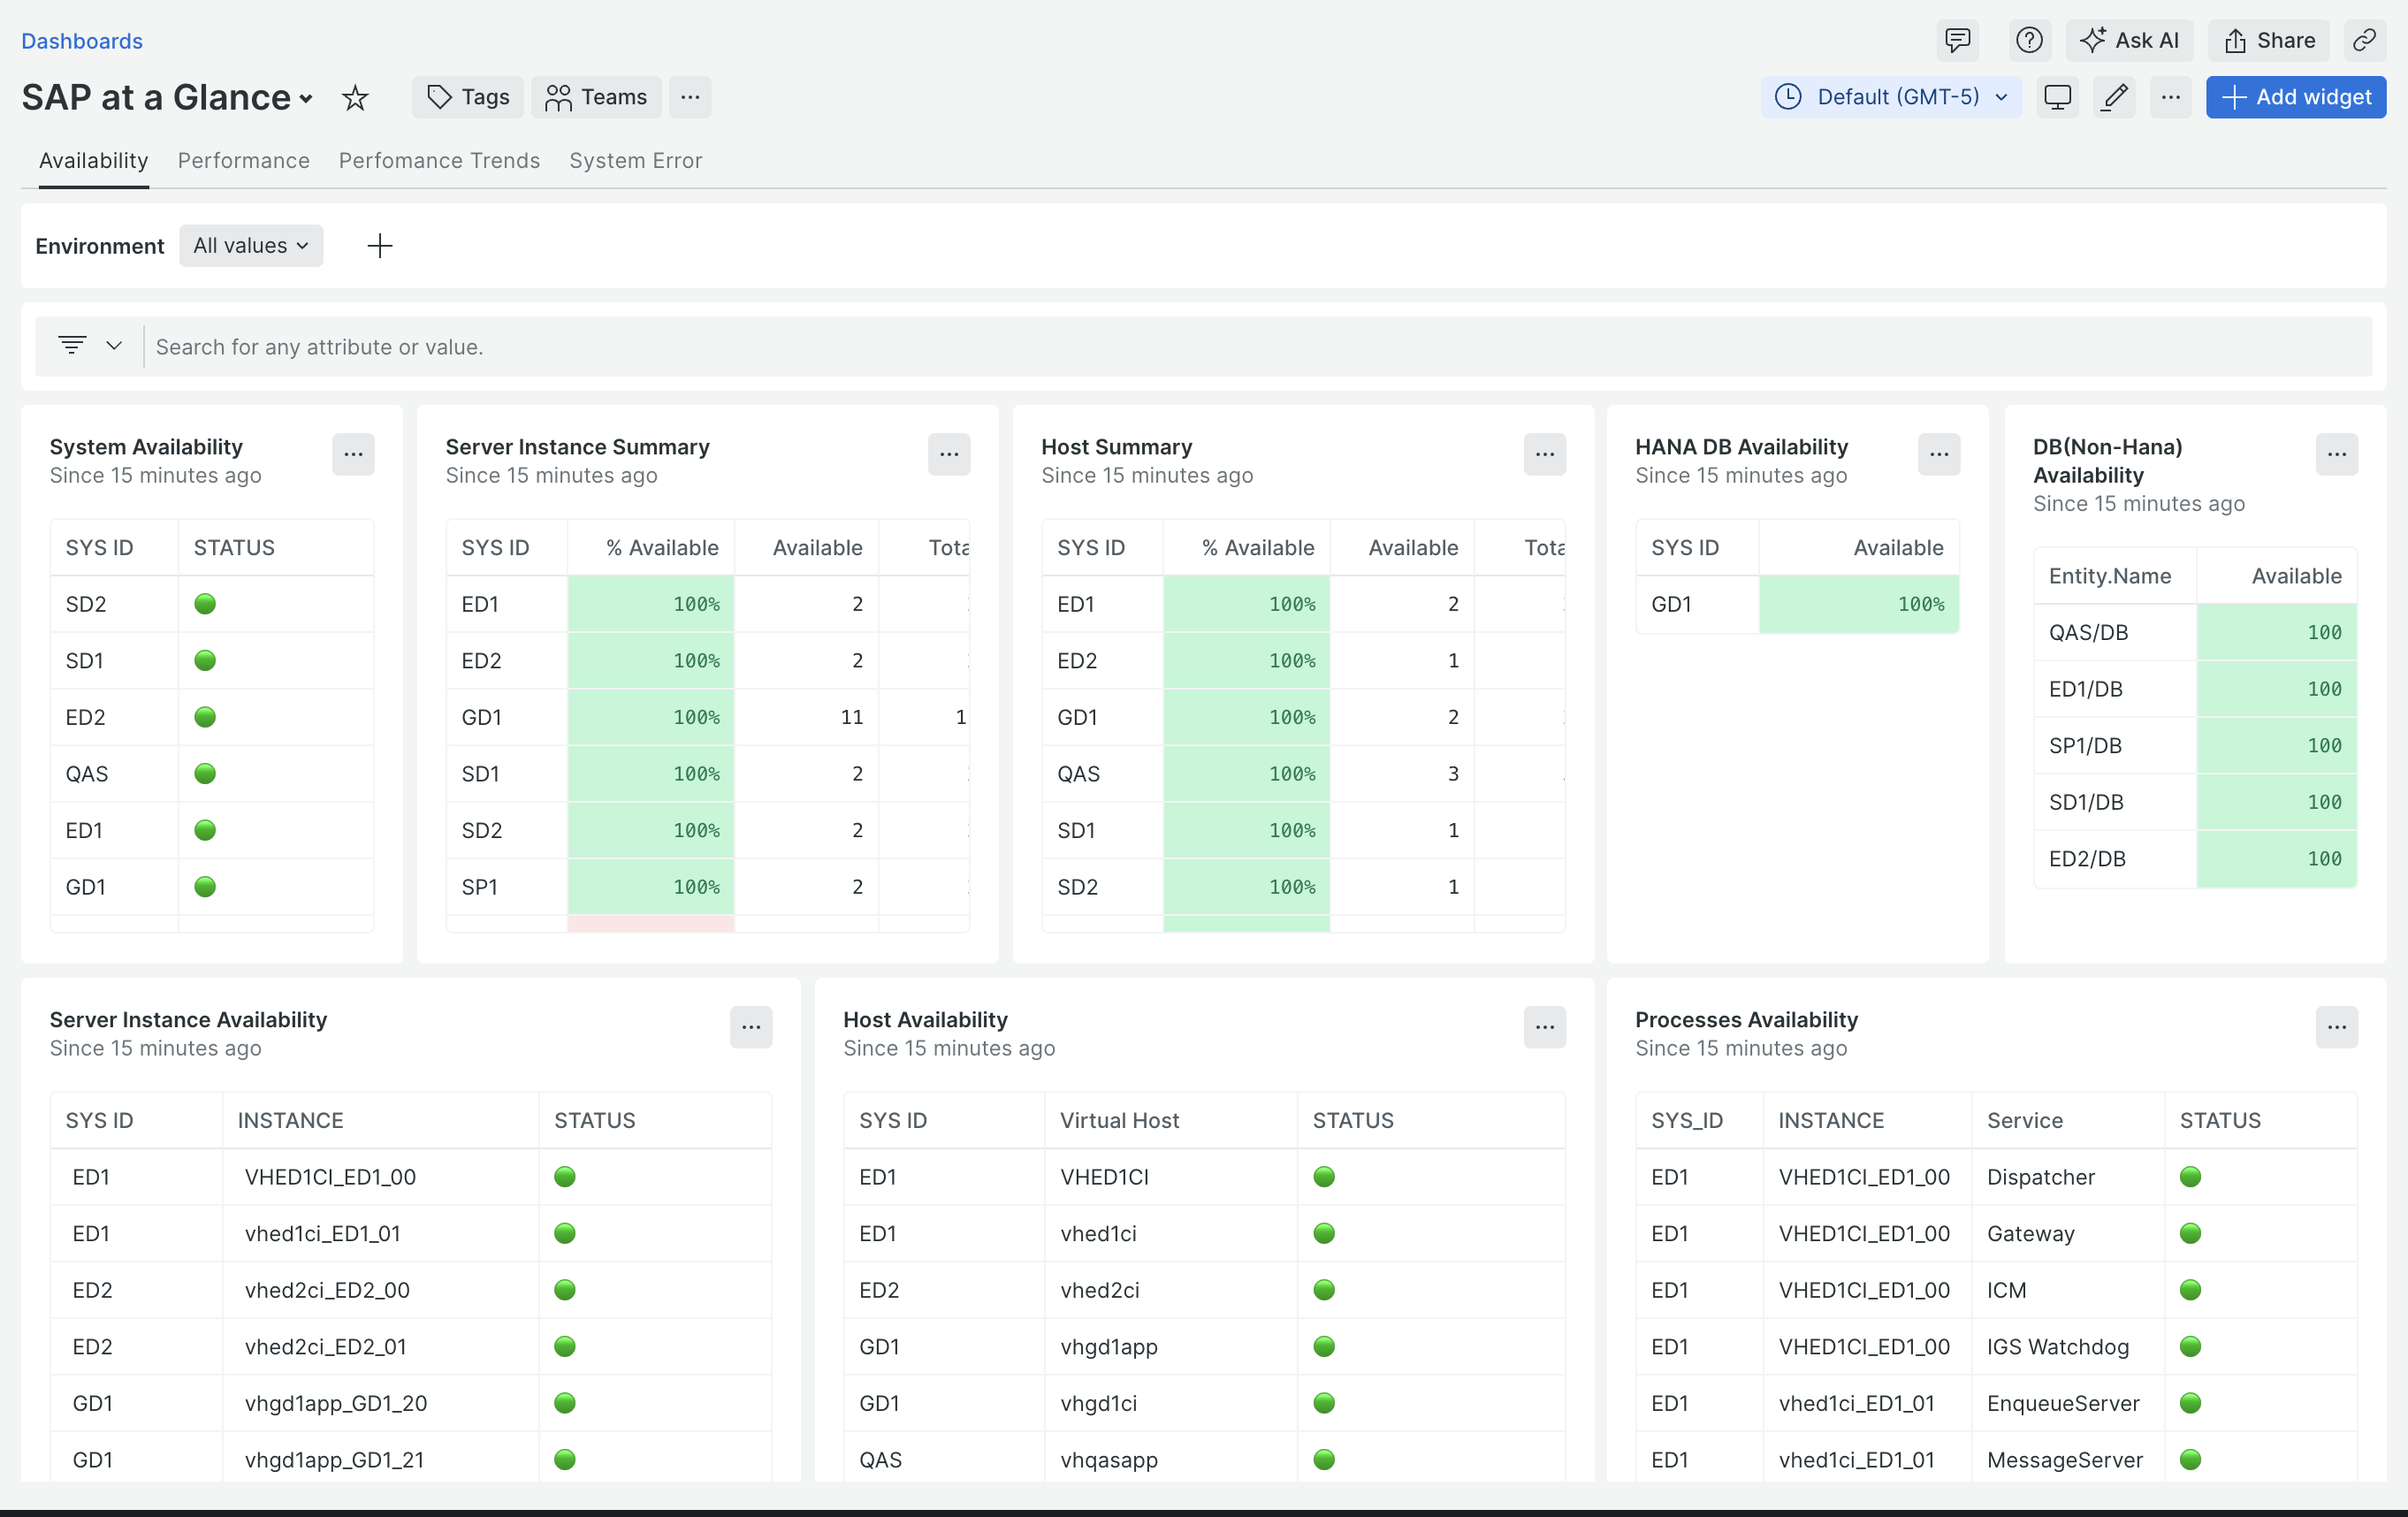 Dashboards
Ask AI
Share
SAP at a Glance
Tags
Teams
Default (GMT-5)
Add widget
Availability Performance Perfomance Trends System Error
Environment All values
Search for any attribute or value.
System Availability
Since 15 minutes ago
SYS ID STATUS
SD2
SD1
ED2
QAS
ED1
GD1
Server Instance Summary
Since 15 minutes ago
SYS ID % Available Available Tota
ED1 100% 2
ED2 100% 2
GD1 100% 11 1
SD1 100% 2
SD2 100% 2
SP1 100% 2
Host Summary
Since 15 minutes ago
SYS ID % Available Available Tota
ED1 100% 2
ED2 100% 1
GD1 100% 2
QAS 100% 3
SD1 100% 1
SD2 100% 1
HANA DB Availability
Since 15 minutes ago
SYS ID Available
GD1 100%
DB(Non-Hana)
Availability
Since 15 minutes ago
Entity.Name Available
QAS/DB 100
ED1/DB 100
SP1/DB 100
SD1/DB 100
ED2/DB 100
Server Instance Availability
Since 15 minutes ago
SYS ID INSTANCE STATUS
ED1 VHED1CI_ED1_00
ED1 vhed1ci_ED1_01
ED2 vhed2ci_ED2_00
ED2 vhed2ci_ED2_01
GD1 vhgd1app_GD1_20
GD1 vhgd1app_GD1_21
Host Availability
Since 15 minutes ago
SYS ID Virtual Host STATUS
ED1 VHED1CI
ED1 vhed1ci
ED2 vhed2ci
GD1 vhgd1app
GD1 vhgd1ci
QAS vhqasapp
Processes Availability
Since 15 minutes ago
SYS_ID INSTANCE Service STATUS
ED1 VHED1CI_ED1_00 Dispatcher
ED1 VHED1CI_ED1_00 Gateway
ED1 VHED1CI_ED1_00 ICM
ED1 VHED1CI_ED1_00 IGS Watchdog
ED1 vhed1ci_ED1_01 EnqueueServer
ED1 vhed1ci_ED1_01 MessageServer